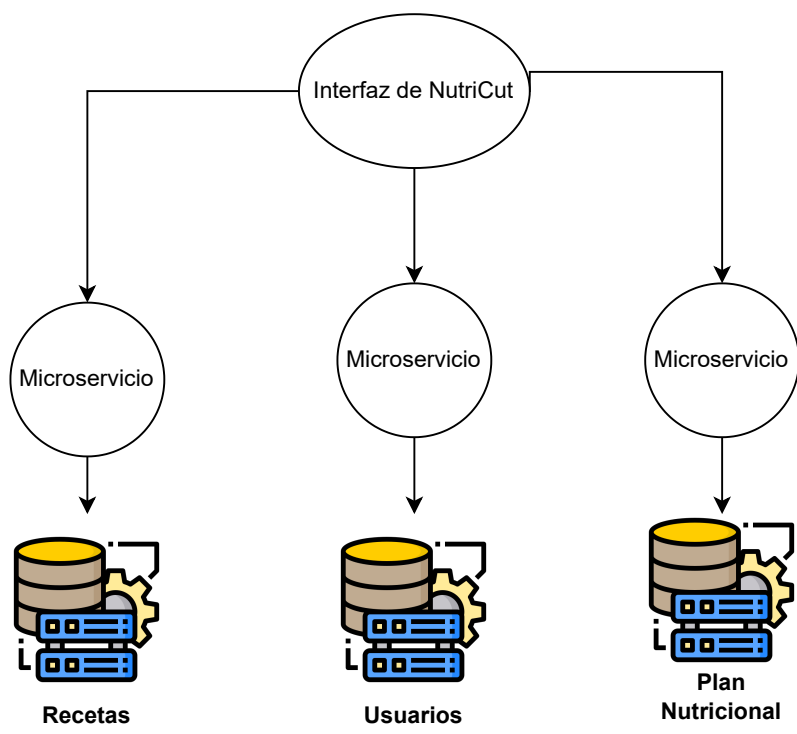 Interfaz de NutriCut
Microservicio
Microservicio
Microservicio
Recetas
Usuarios
Plan
Nutricional